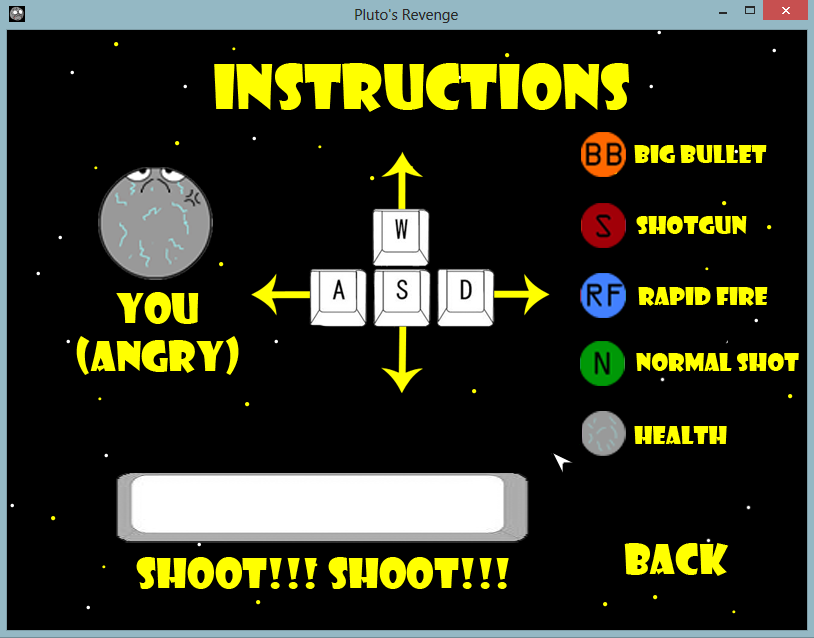 Pluto's Revenge
INSTRUCTIONS
BB BIG BULLET
S SHOTGUN
RF RAPID FIRE
N NORMAL SHOT
HEALTH
W
A S D
YOU
(ANGRY)
SHOOT!!! SHOOT!!!
BACK